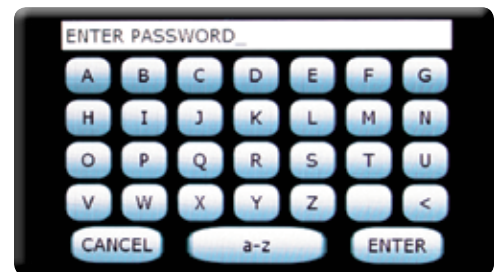 ENTER PASSWORD_
A B C D E F G
H I J K L M N
O P Q R S T U
V W X Y Z <
CANCEL a-z ENTER